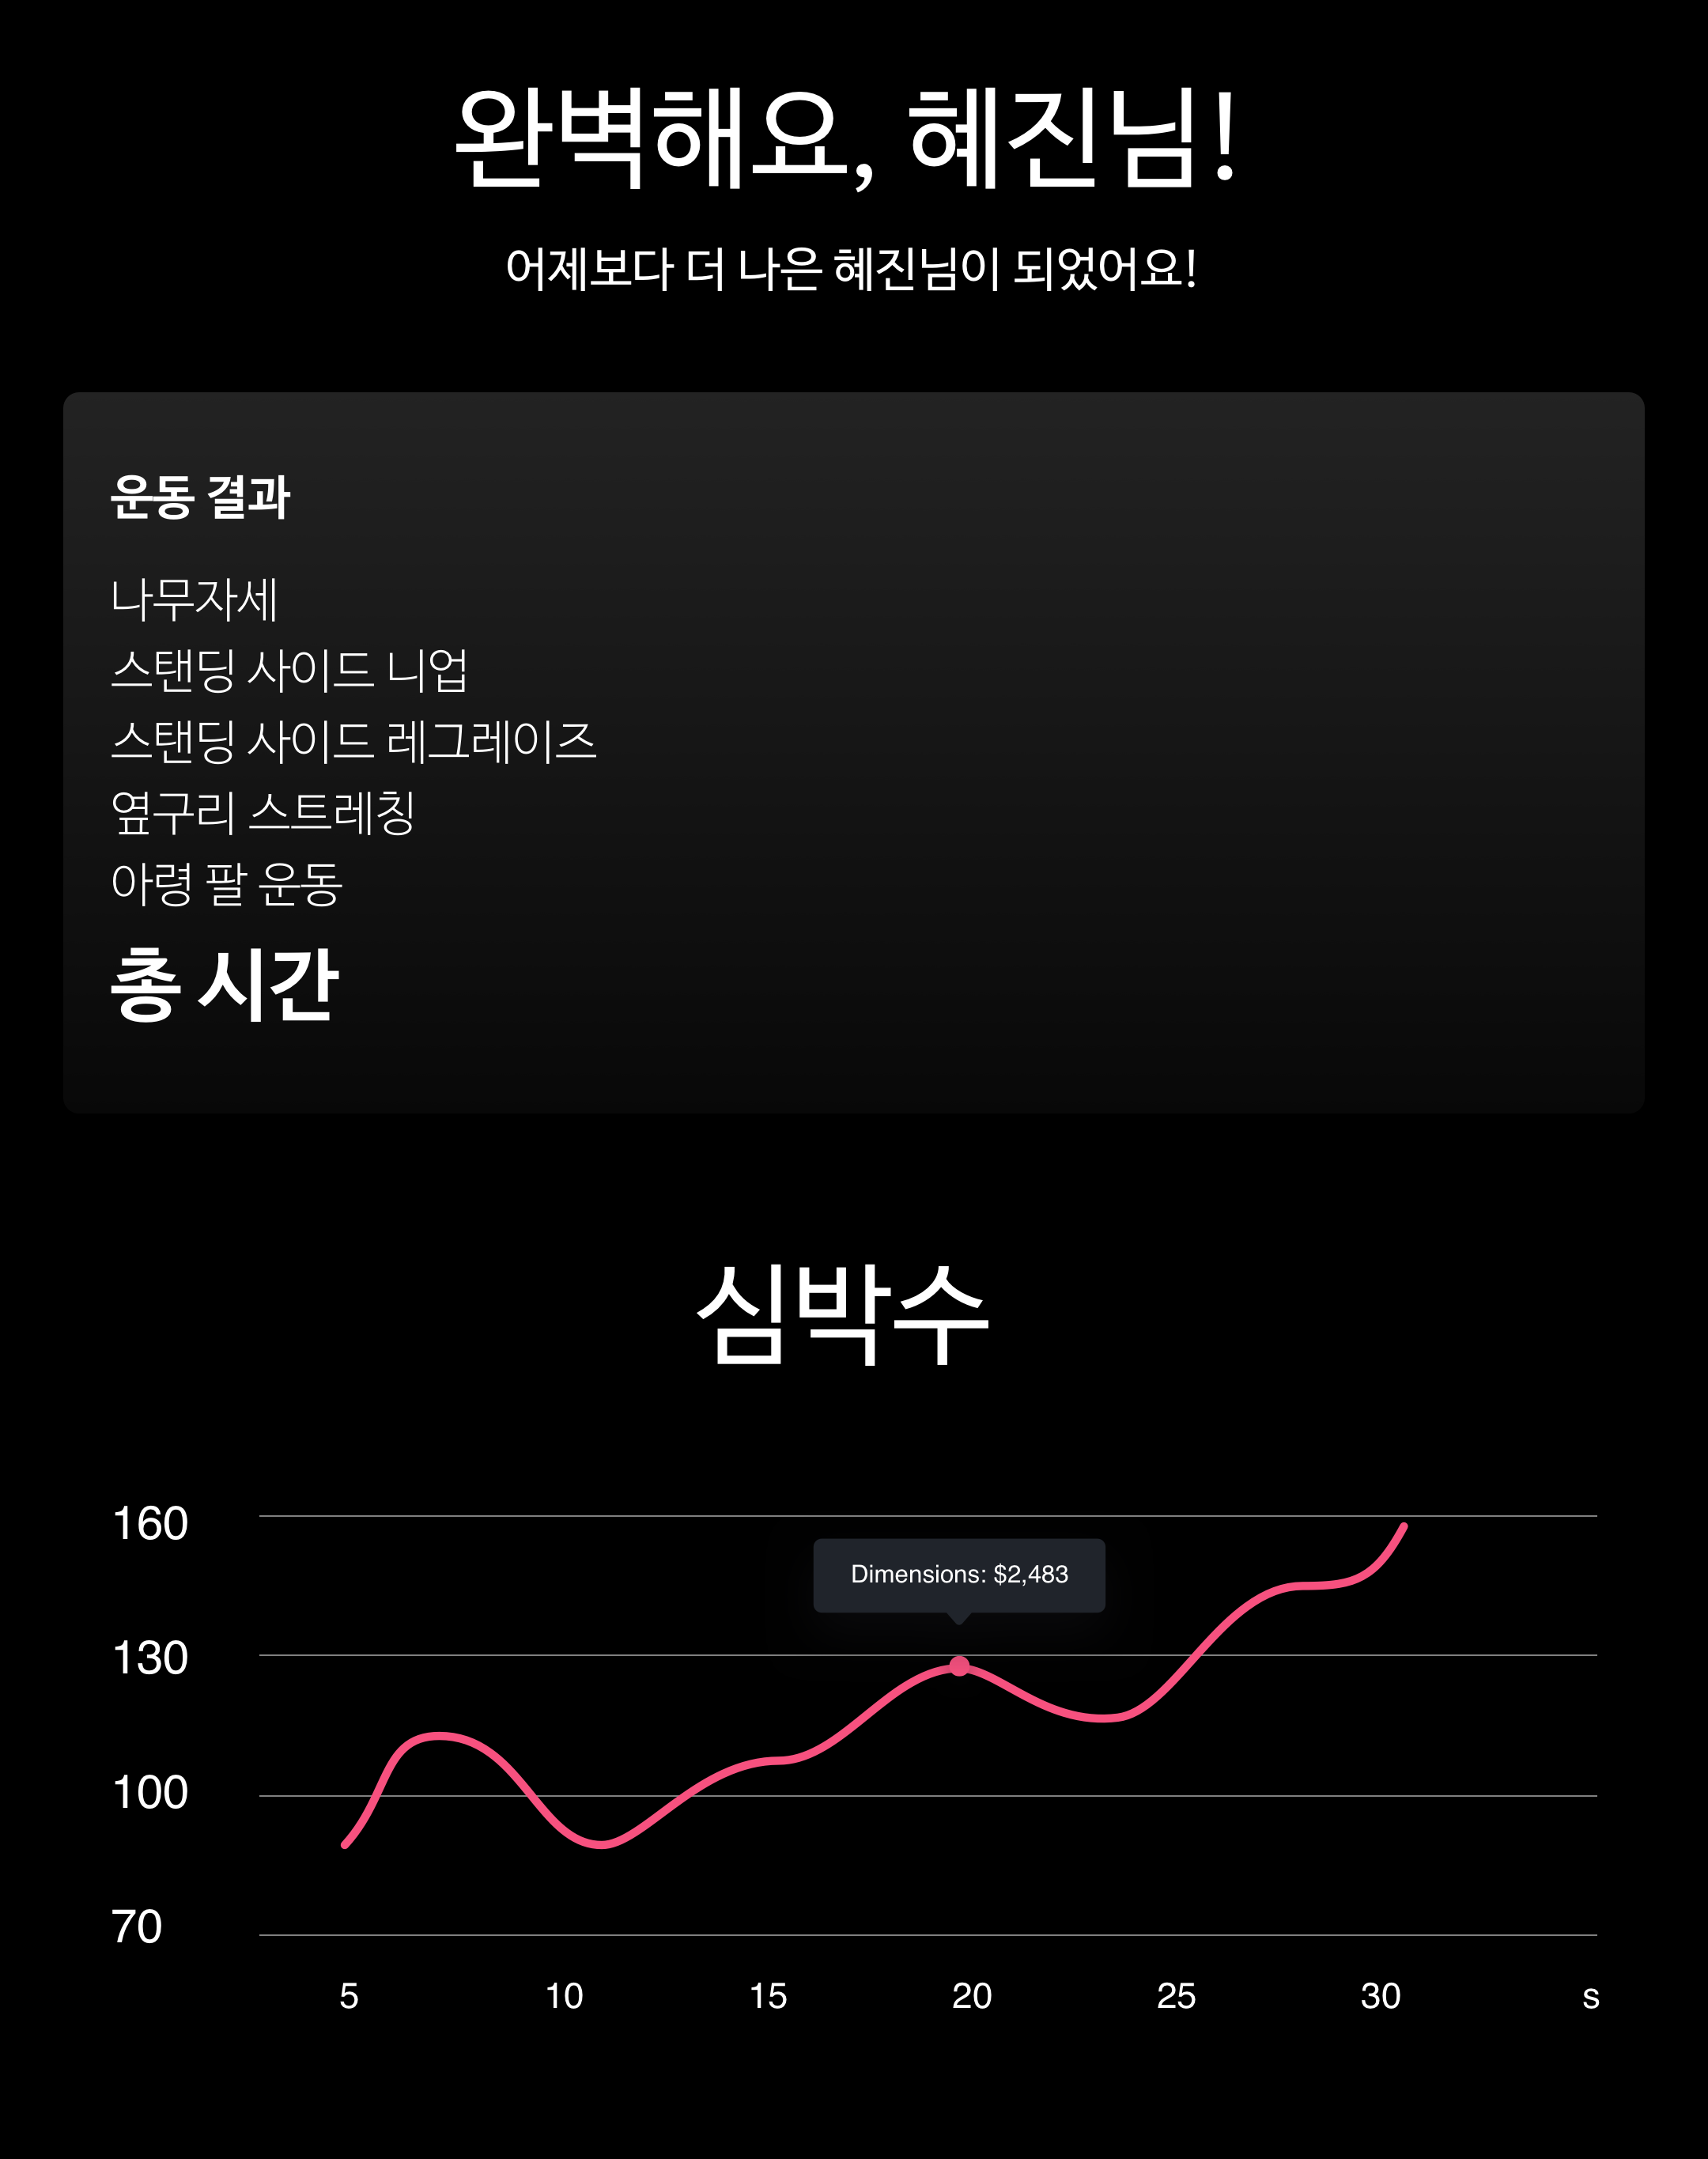 완벽해요, 혜진님!
어제보다 더 나은 혜진님이 되었어요!
운동 결과
나무자세
스탠딩 사이드 니업
스탠딩 사이드 레그레이즈
옆구리 스트레칭
아령 팔 운동
총 시간
심박수
160
Dimensions: $2,483
130
100
70
5 10 15 20 25 30 s